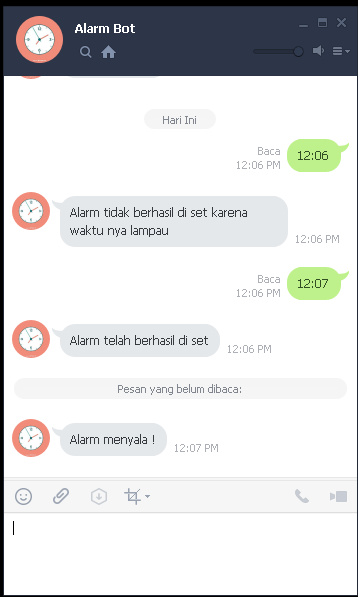 Alarm Bot
Hari Ini
Baca
12:06 PM
12:06
Alarm tidak berhasil di set karena
waktu nya lampau
12:06 PM
Baca
12:06 PM
12:07
Alarm telah berhasil di set
12:06 PM
Pesan yang belum dibaca:
Alarm menyala !
12:07 PM